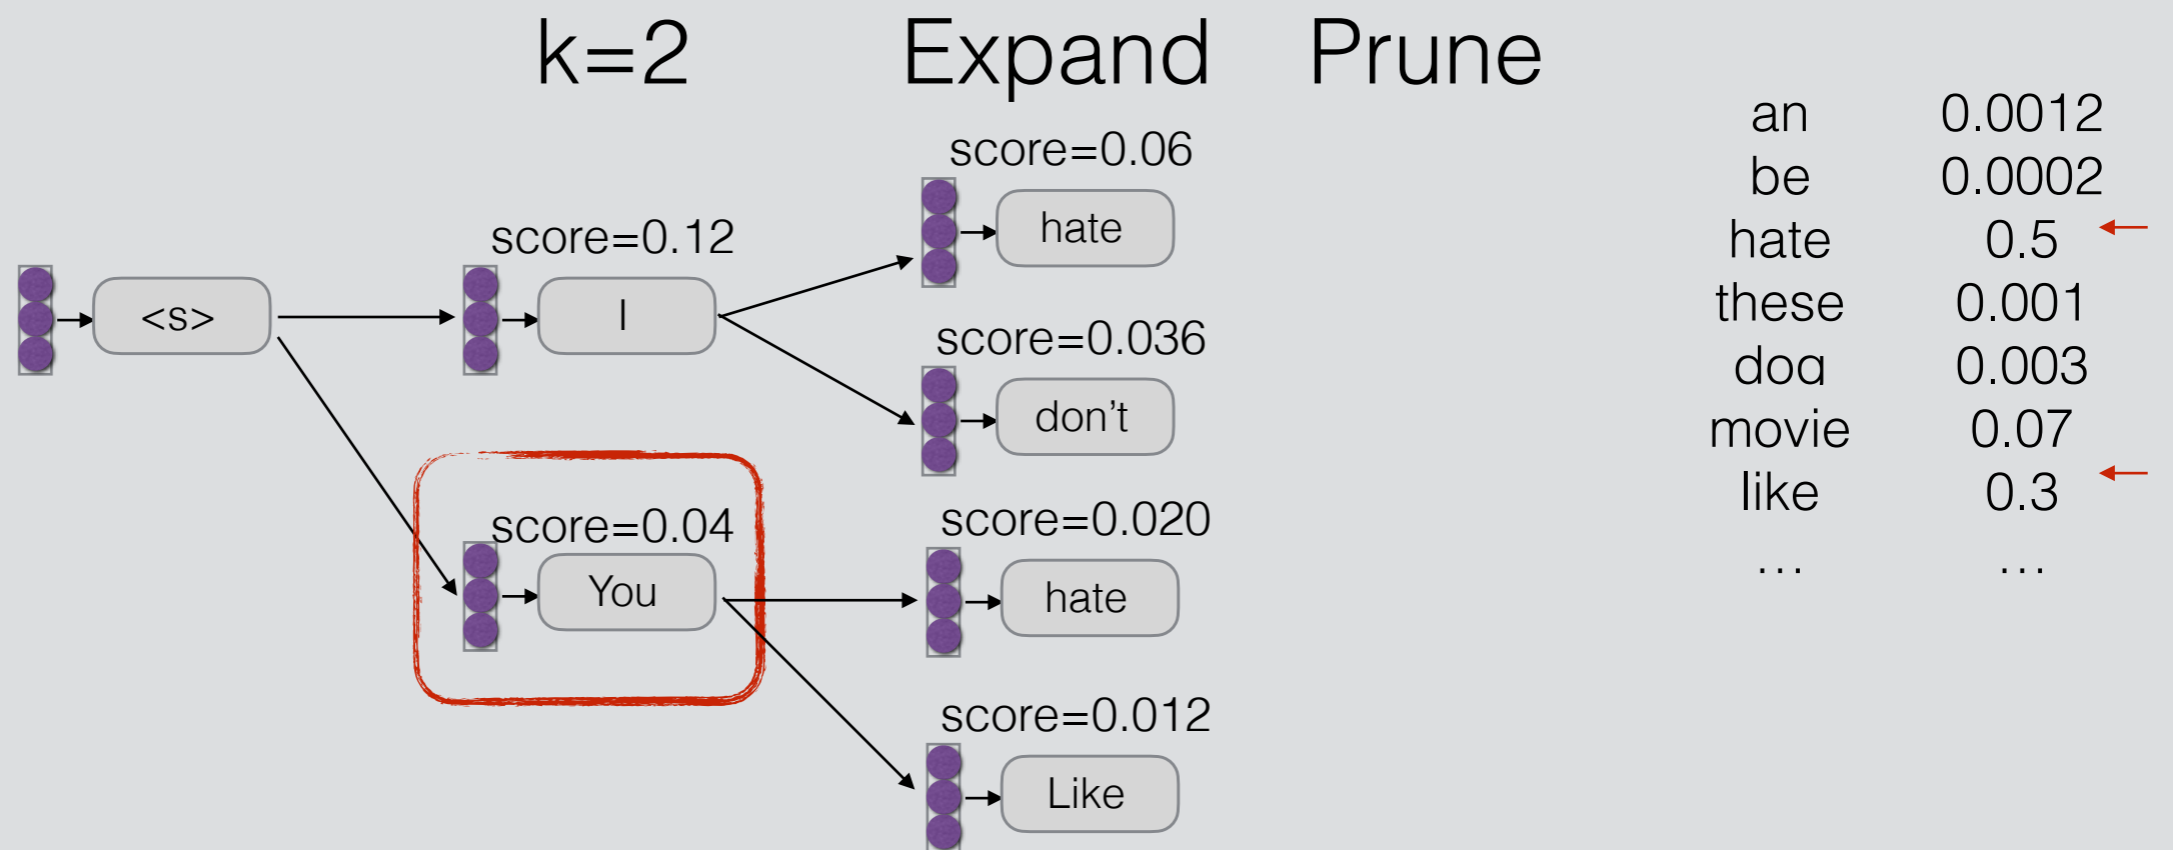 k=2 Expand Prune
score=0.06
hate
score=0.12
<s>
I
score=0.036
don't
score=0.04
You
score=0.020
hate
score=0.012
Like
an 0.0012
be 0.0002
hate 0.5
these 0.001
dog 0.003
movie 0.07
like 0.3
… …